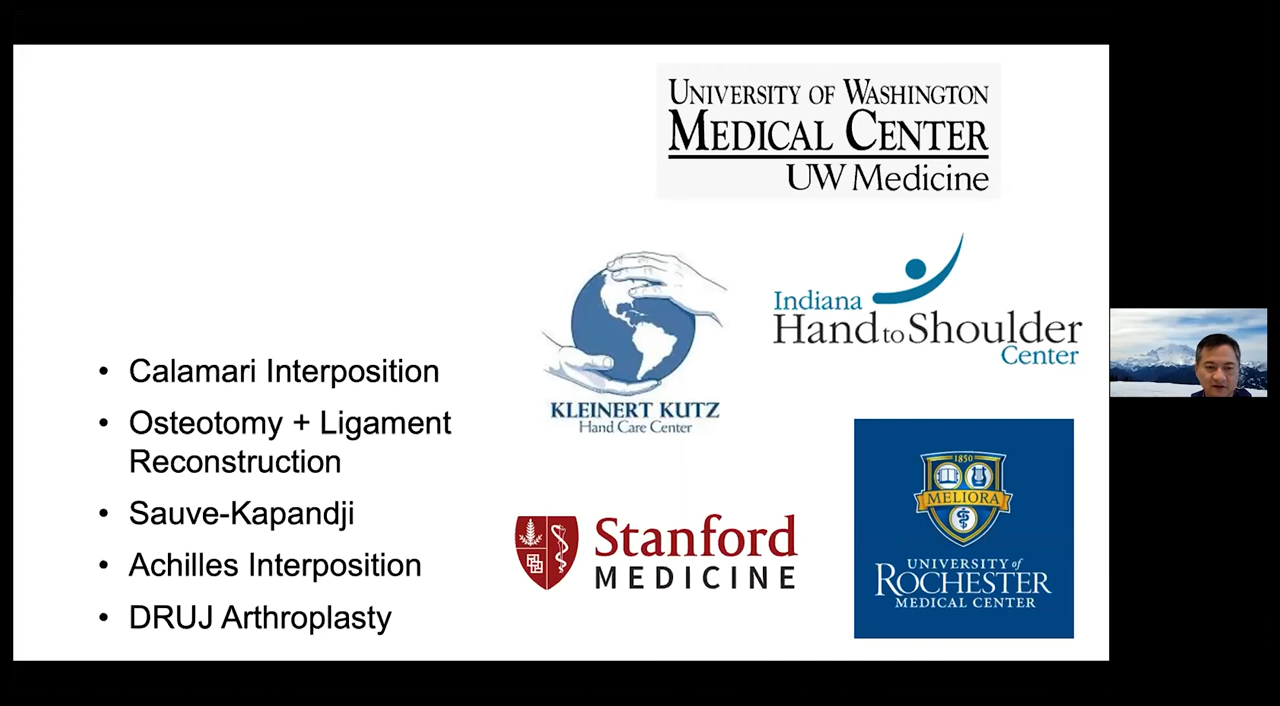 UNIVERSITY OF WASHINGTON
MEDICAL CENTER
UW Medicine
Indiana
Hand to Shoulder
Center
KLEINERT KUTZ
Hand Care Center
• Calamari Interposition
• Osteotomy + Ligament
Reconstruction
• Sauve-Kapandji
• Achilles Interposition
• DRUJ Arthroplasty
Stanford
MEDICINE
1850
MELIORA
UNIVERSITY of
ROCHESTER
MEDICAL CENTER